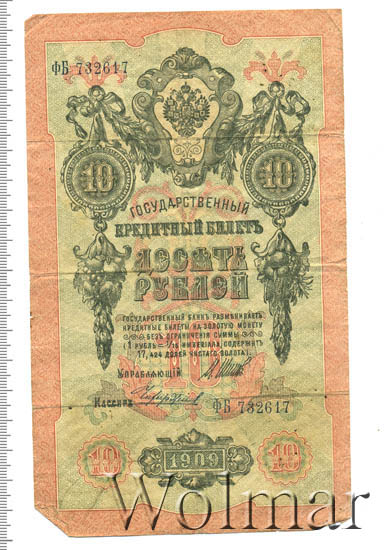 ФБ 732617
10 10
ГОСУДАРСТВЕННЫЙ
КРЕДИТНЫЙ БИЛЕТЪ
ДЕСЯТЬ
РУБЛЕЙ
ГОСУДАРСТВЕННЫЙ БАНКЪ РАЗМѢНИВАЕТЪ
КРЕДИТНЫЕ БИЛЕТЫ НА ЗОЛОТУЮ МОНЕТУ
БЕЗЪ ОГРАНИЧЕНІЯ СУММЫ
(1 РУБЛЬ = 1/15 ИМПЕРІАЛА, СОДЕРЖИТЪ
17,424 ДОЛЕЙ ЧИСТАГО ЗОЛОТА).
УПРАВЛЯЮЩІЙ
10
КАССИРЪ
ФБ 732617
10 1909 10
Wolmar